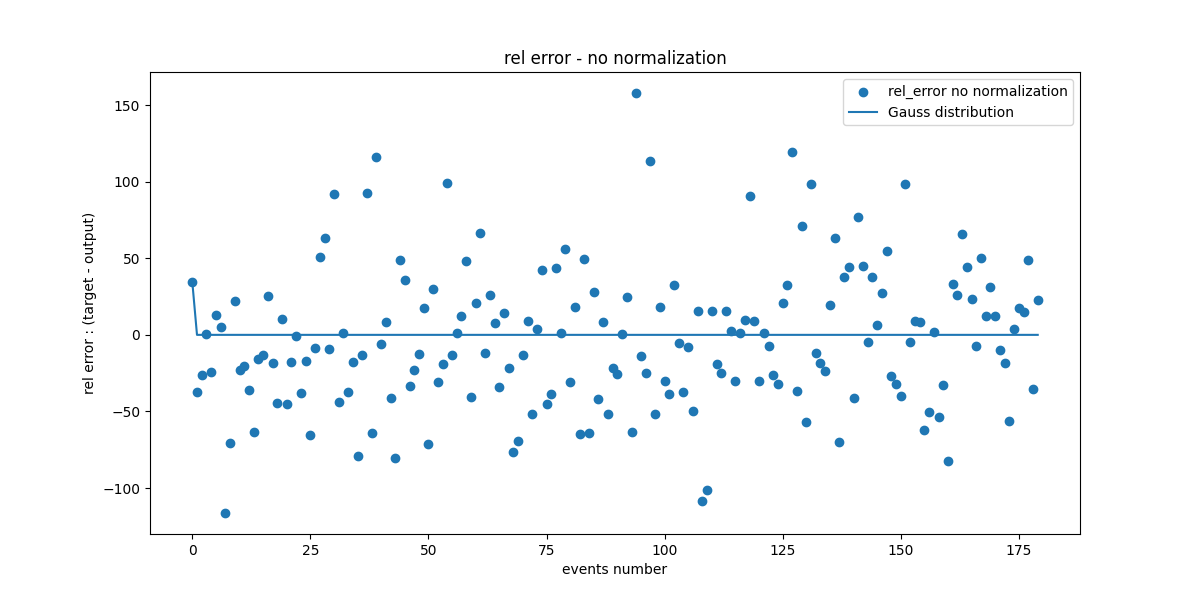 rel error - no normalization
rel_error no normalization
Gauss distribution
rel error : (target - output)
150
100
50
0
−50
−100
0
25
50
75
100
125
150
175
events number